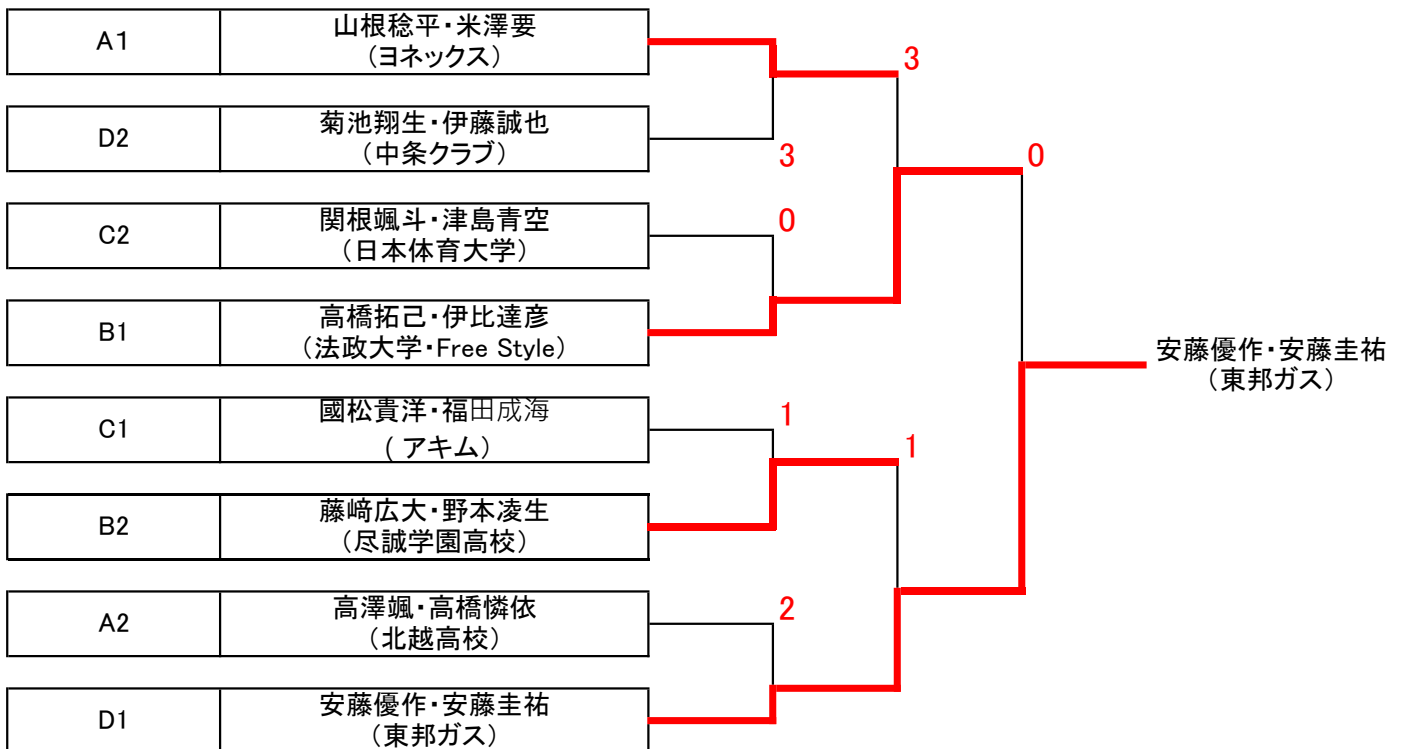 A1
山根稔平・米澤要
(ヨネックス)
3
D2
菊池翔生・伊藤誠也
(中条クラブ)
3
0
C2
関根颯斗・津島青空
(日本体育大学)
0
B1
高橋拓己・伊比達彦
(法政大学・Free Style)
安藤優作・安藤圭祐
(東邦ガス)
C1
國松貴洋・福田成海
( アキム)
1
1
B2
藤﨑広大・野本凌生
(尽誠学園高校)
A2
高澤颯・高橋憐依
(北越高校)
2
D1
安藤優作・安藤圭祐
(東邦ガス)